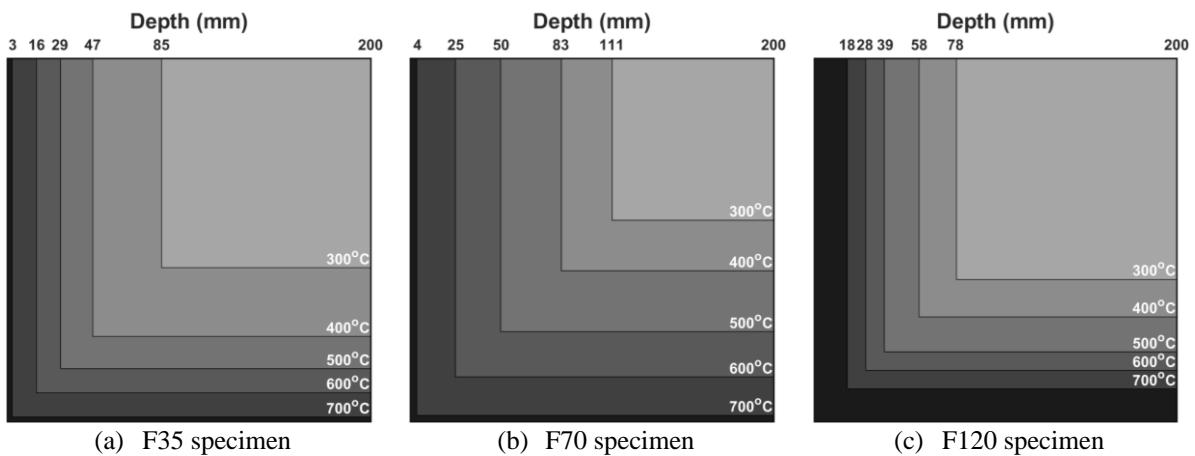 Depth (mm)
3 16 29 47 85 200
300°C
400°C
500°C
600°C
700°C
(a) F35 specimen
Depth (mm)
4 25 50 83 111 200
300°C
400°C
500°C
600°C
700°C
(b) F70 specimen
Depth (mm)
18 28 39 58 78 200
300°C
400°C
500°C
600°C
700°C
(c) F120 specimen